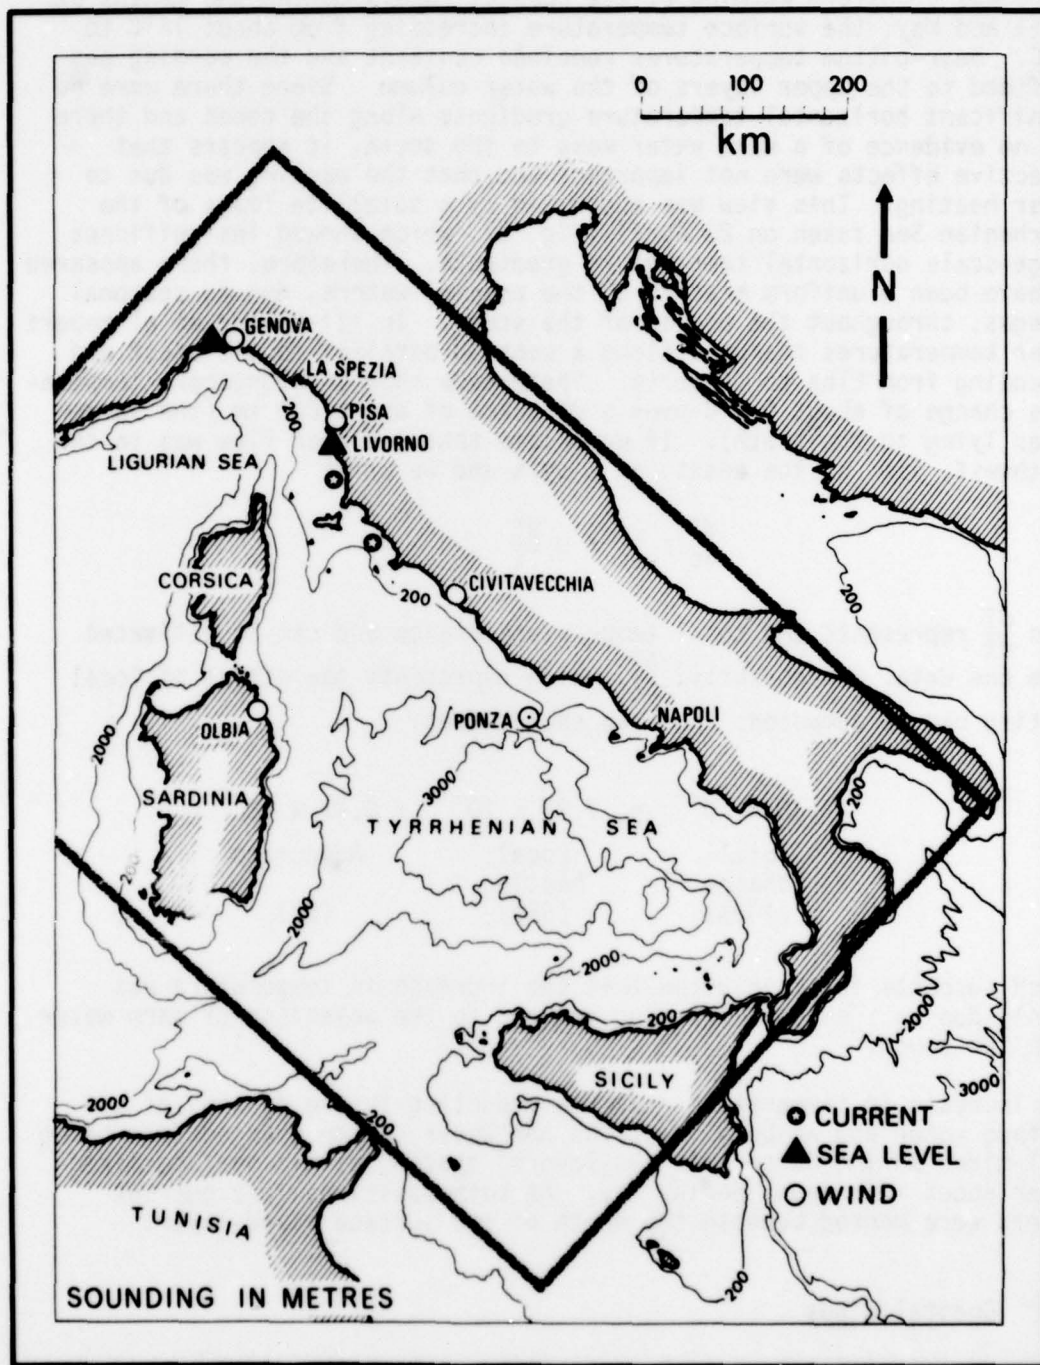 0 100 200
km
N
GENOVA
LA SPEZIA
200
PISA
LIVORNO
LIGURIAN SEA
CORSICA
CIVITAVECCHIA
200
200
2000
OLBIA
PONZA
NAPOLI
SARDINIA
3000
200
TYRRHENIAN SEA
200
2000
2000
200
2000
SICILY
3000
2000
200
CURRENT
SEA LEVEL
WIND
TUNISIA
200
SOUNDING IN METRES